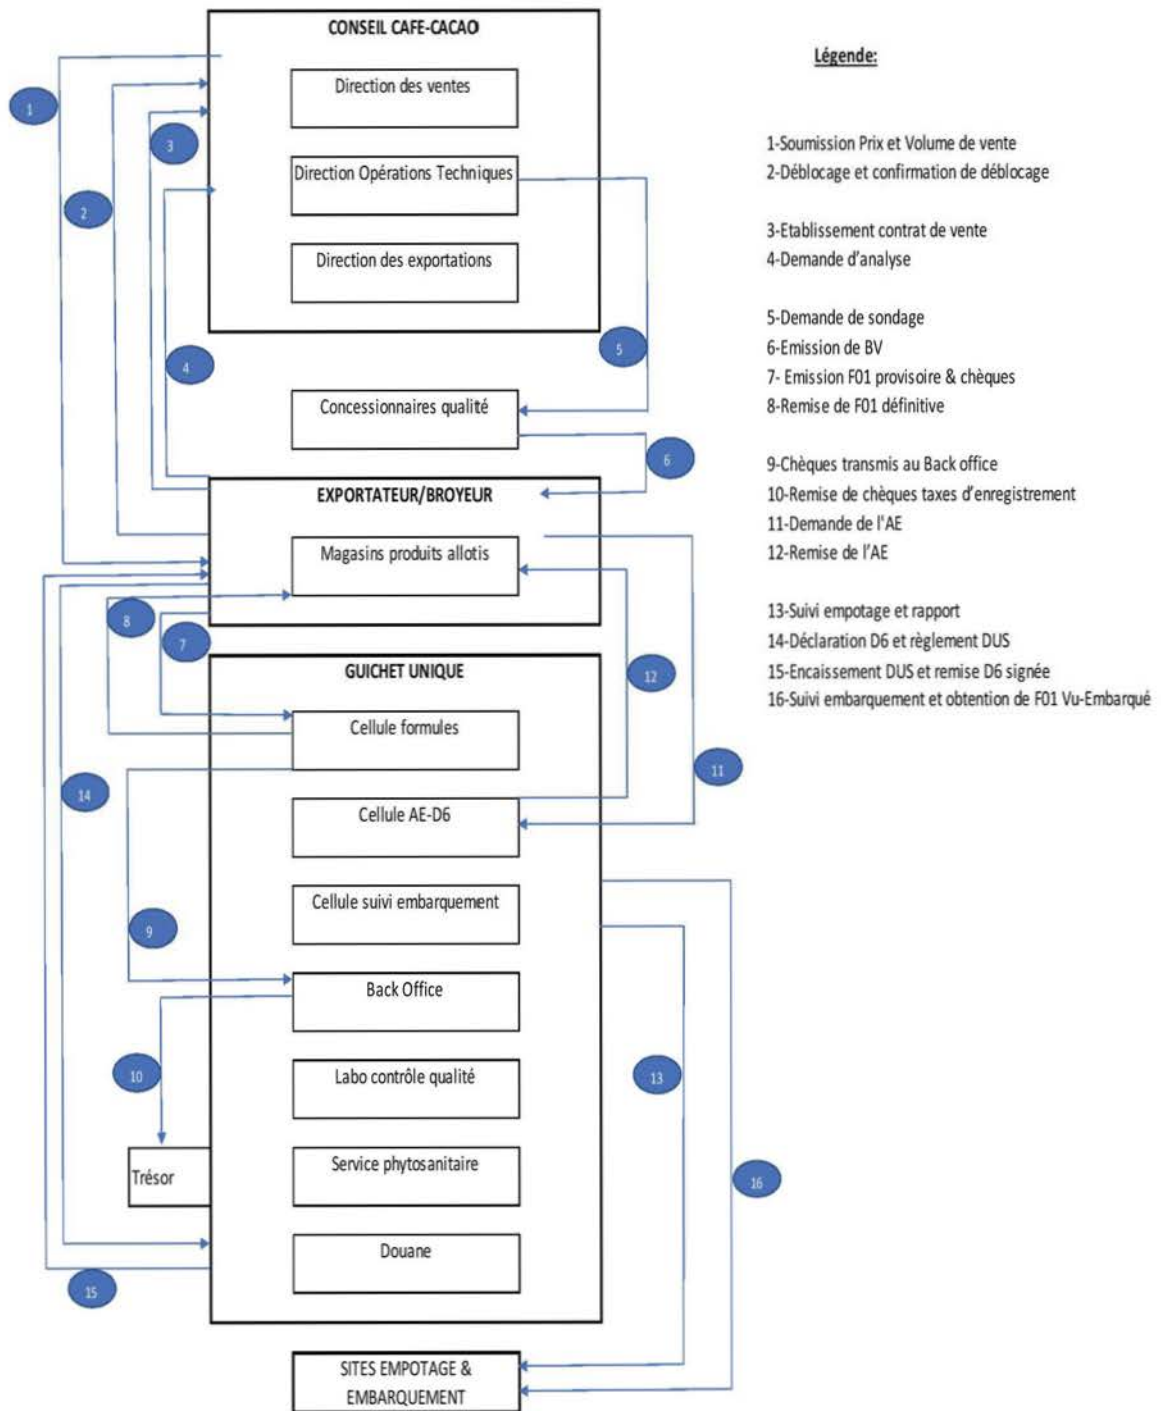 CONSEIL CAFE-CACAO
Direction des ventes
Direction Opérations Techniques
Direction des exportations
Concessionnaires qualité
EXPORTATEUR/BROYEUR
Magasins produits allotis
GUICHET UNIQUE
Cellule formules
Cellule AE-D6
Cellule suivi embarquement
Back Office
Labo contrôle qualité
Service phytosanitaire
Douane
Trésor
SITES EMPOTAGE &
EMBARQUEMENT
1
2
3
4
5
6
7
8
9
10
11
12
13
14
15
16
Légende:
1-Soumission Prix et Volume de vente
2-Déblocage et confirmation de déblocage
3-Etablissement contrat de vente
4-Demande d'analyse
5-Demande de sondage
6-Emission de BV
7- Emission F01 provisoire & chèques
8-Remise de F01 définitive
9-Chèques transmis au Back office
10-Remise de chèques taxes d'enregistrement
11-Demande de l'AE
12-Remise de l'AE
13-Suivi empotage et rapport
14-Déclaration D6 et règlement DUS
15-Encaissement DUS et remise D6 signée
16-Suivi embarquement et obtention de F01 Vu-Embarqué